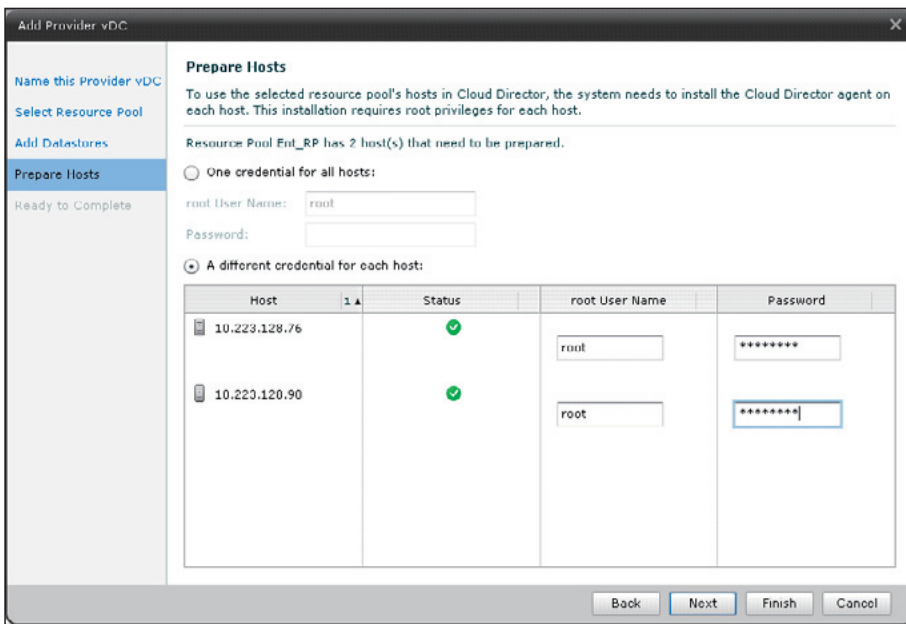 Add Provider vDC
Name this Provider vDC
Select Resource Pool
Add Datastores
Prepare Hosts
Ready to Complete
Prepare Hosts
To use the selected resource pool's hosts in Cloud Director, the system needs to install the Cloud Director agent on
each host. This installation requires root privileges for each host.
Resource Pool Ent_RP has 2 host(s) that need to be prepared.
One credential for all hosts:
root User Name: root
Password:
A different credential for each host:
Host 1 Status root User Name Password
10.223.128.76 root ********
10.223.120.90 root ********
Back Next Finish Cancel